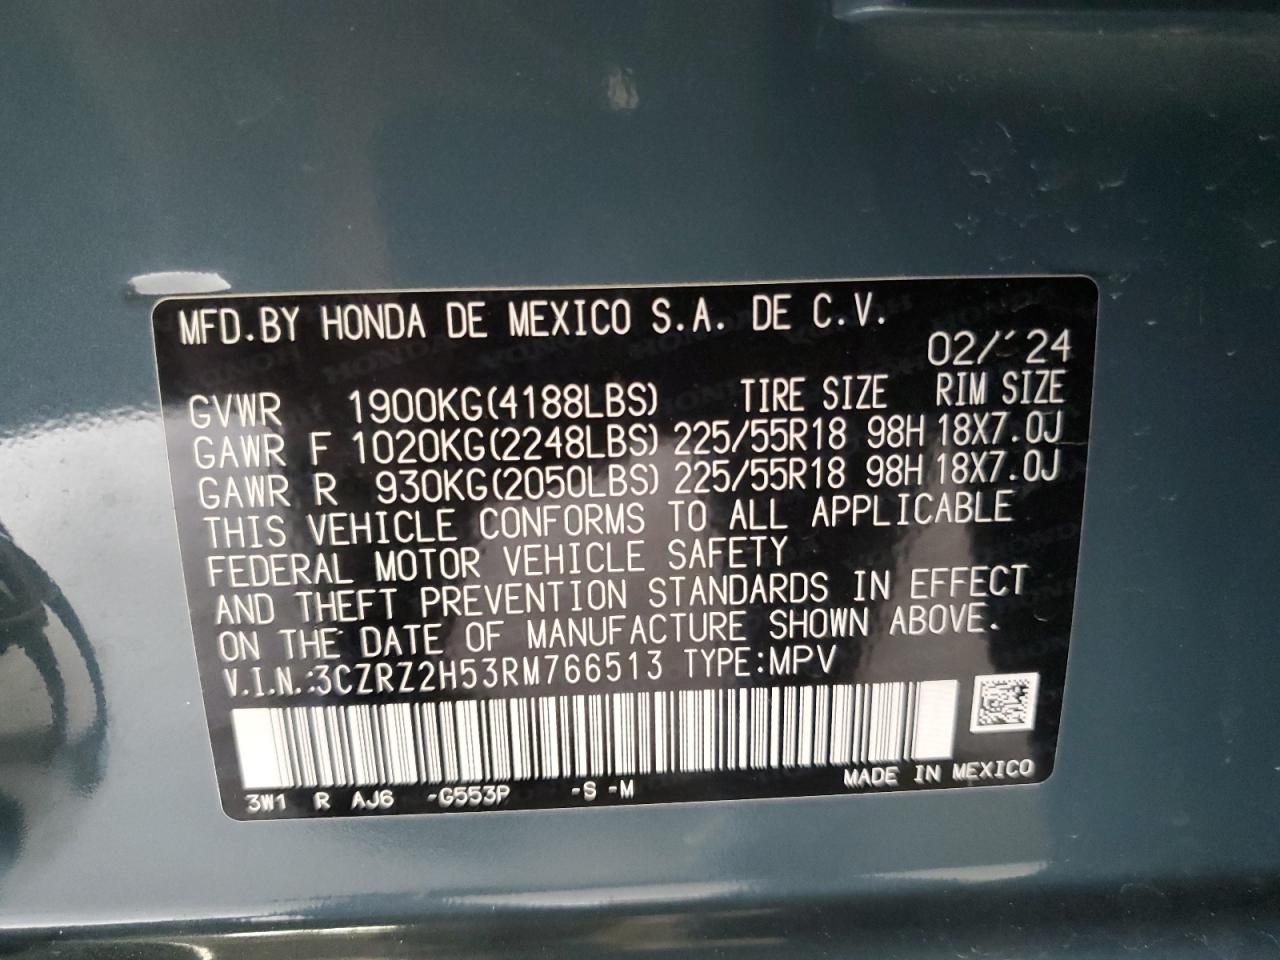 MFD.BY HONDA DE MEXICO S.A. DE C.V.
02/ 24
GVWR 1900KG(4188LBS) TIRE SIZE RIM SIZE
GAWR F 1020KG(2248LBS) 225/55R18 98H 18X7.0J
GAWR R 930KG(2050LBS) 225/55R18 98H 18X7.0J
THIS VEHICLE CONFORMS TO ALL APPLICABLE
FEDERAL MOTOR VEHICLE SAFETY
AND THEFT PREVENTION STANDARDS IN EFFECT
ON THE DATE OF MANUFACTURE SHOWN ABOVE.
V.I.N.:3CZRZ2H53RM766513 TYPE:MPV
MADE IN MEXICO
3W1 R AJ6 -G553P -S -M